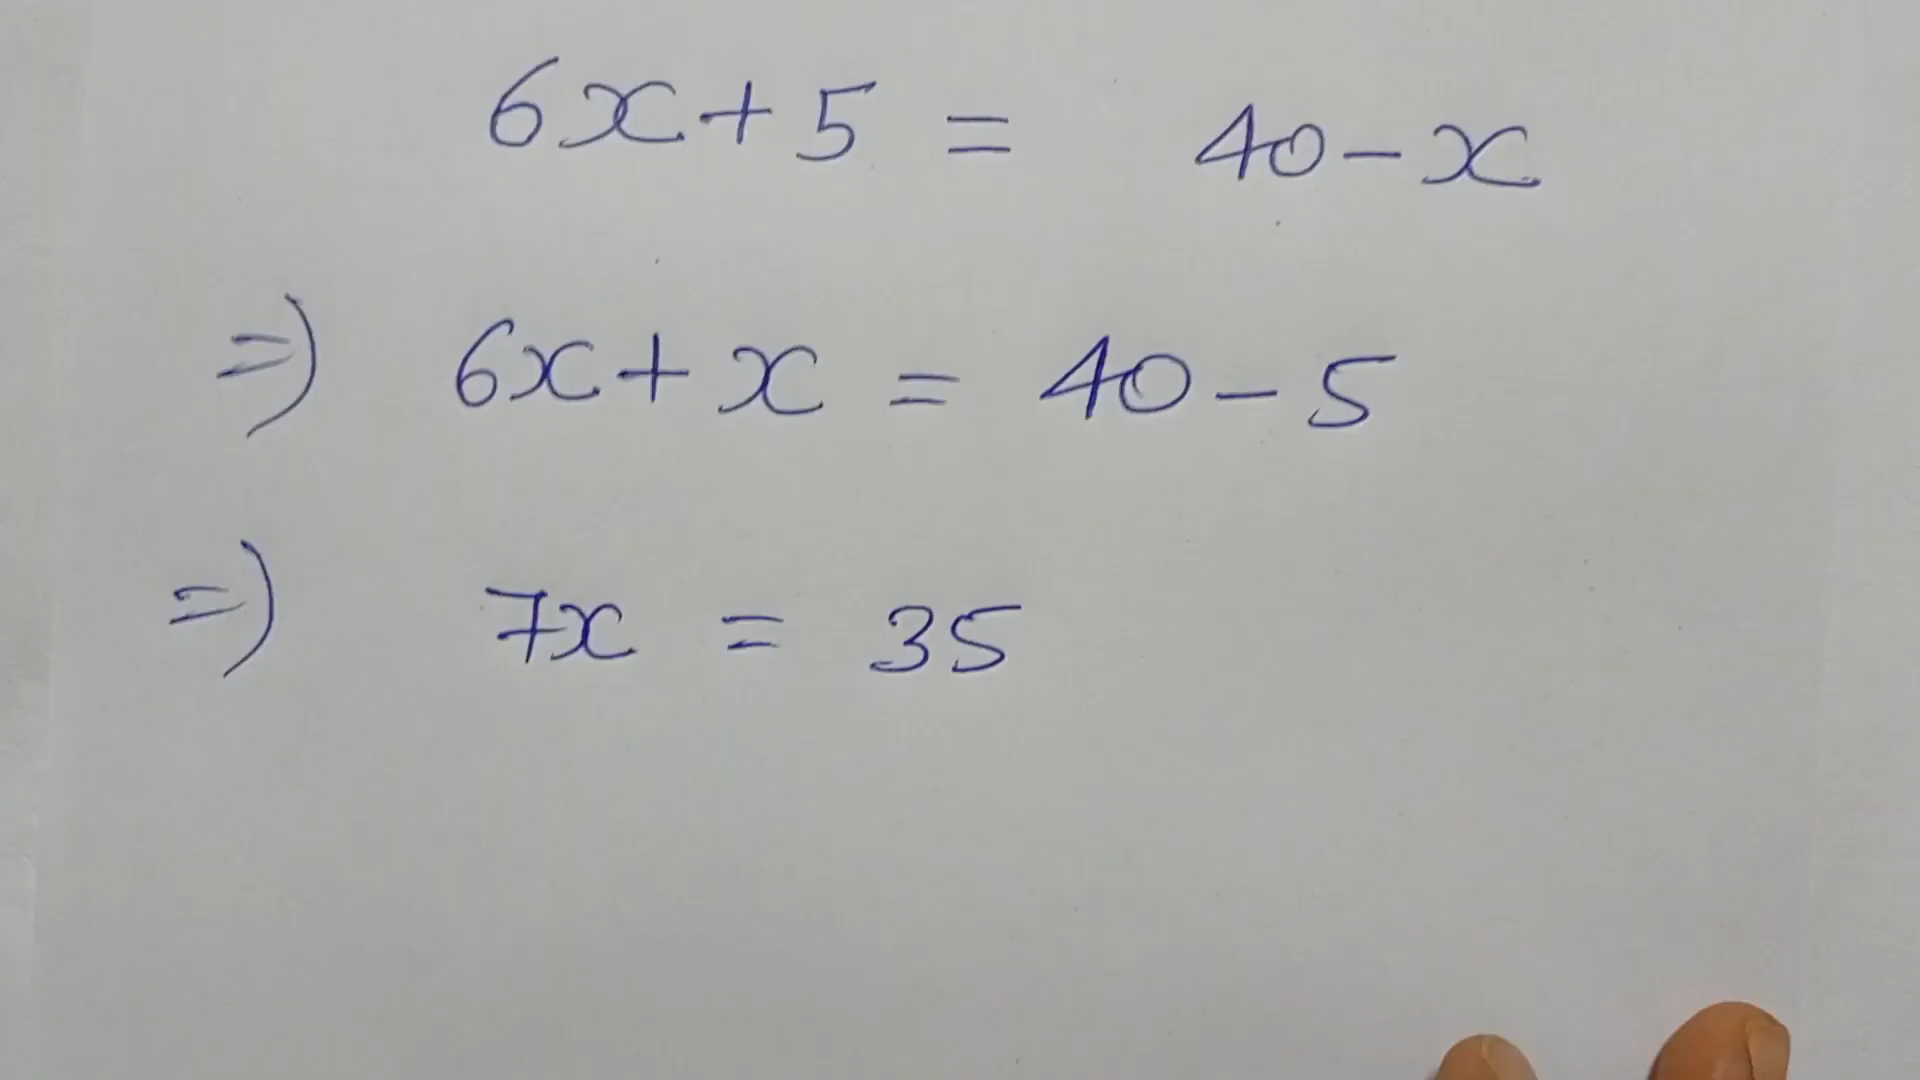 6x + 5 = 40 - x
=) 6x + x = 40 - 5
=) 7x = 35